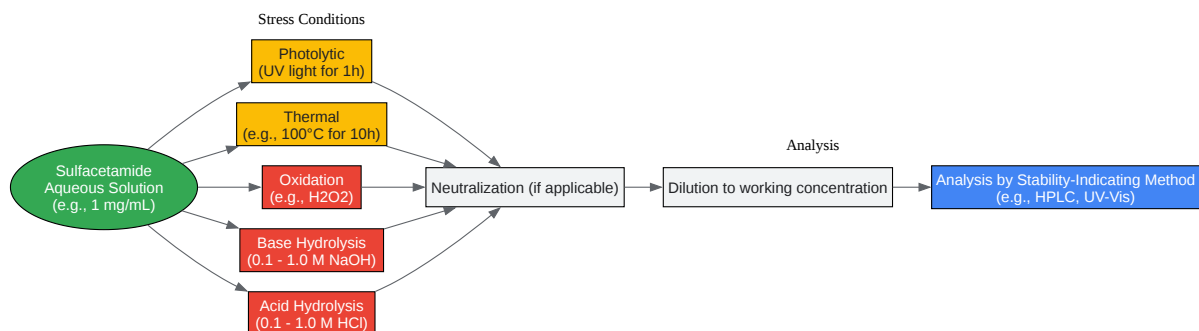 Stress Conditions
Photolytic
(UV light for 1h)
Thermal
(e.g., 100°C for 10h)
Sulfacetamide
Aqueous Solution
(e.g., 1 mg/mL)
Oxidation
(e.g., H2O2)
Base Hydrolysis
(0.1 - 1.0 M NaOH)
Acid Hydrolysis
(0.1 - 1.0 M HCl)
Neutralization (if applicable)
Analysis
Dilution to working concentration
Analysis by Stability-Indicating Method
(e.g., HPLC, UV-Vis)